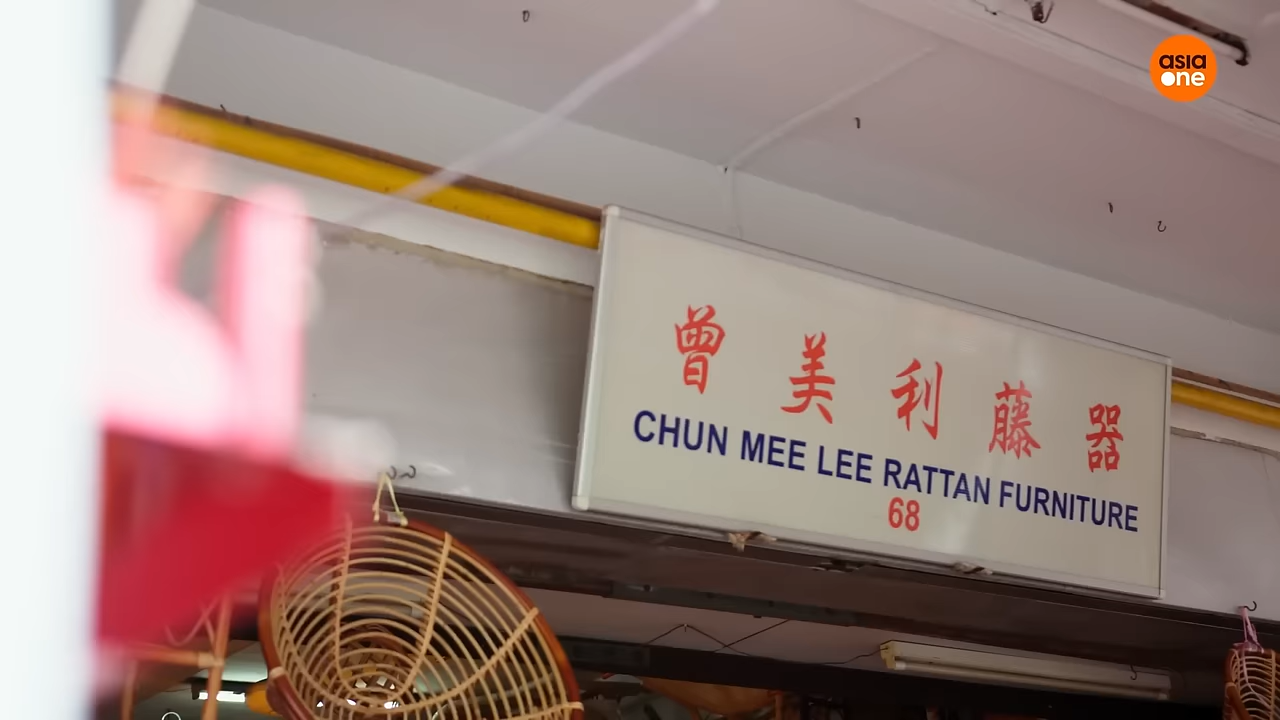 asia
one
曾美利藤器
CHUN MEE LEE RATTAN FURNITURE
68